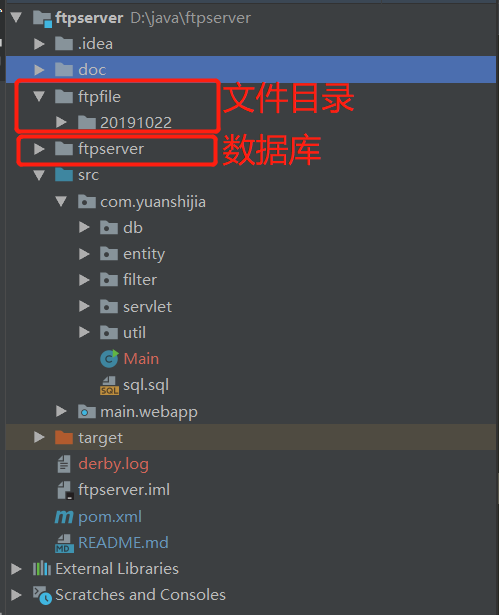 ftpserver D:\java\ftpserver
.idea
doc
ftpfile
文件目录
20191022
ftpserver
数据库
src
com.yuanshijia
db
entity
filter
servlet
util
Main
sql.sql
main.webapp
target
derby.log
ftpserver.iml
pom.xml
README.md
External Libraries
Scratches and Consoles